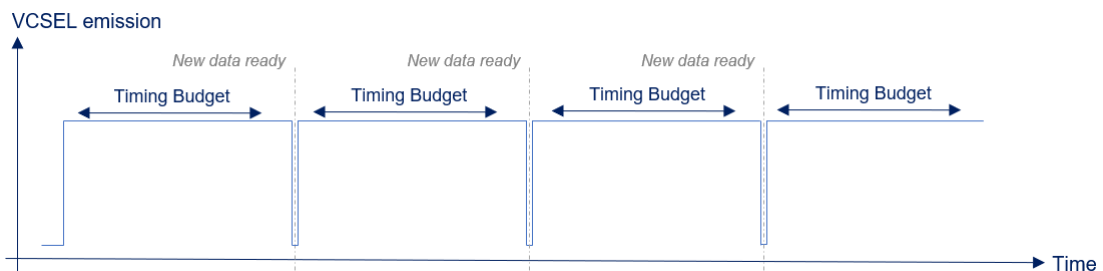 VCSEL emission
New data ready
New data ready
New data ready
Timing Budget
Timing Budget
Timing Budget
Timing Budget
Time